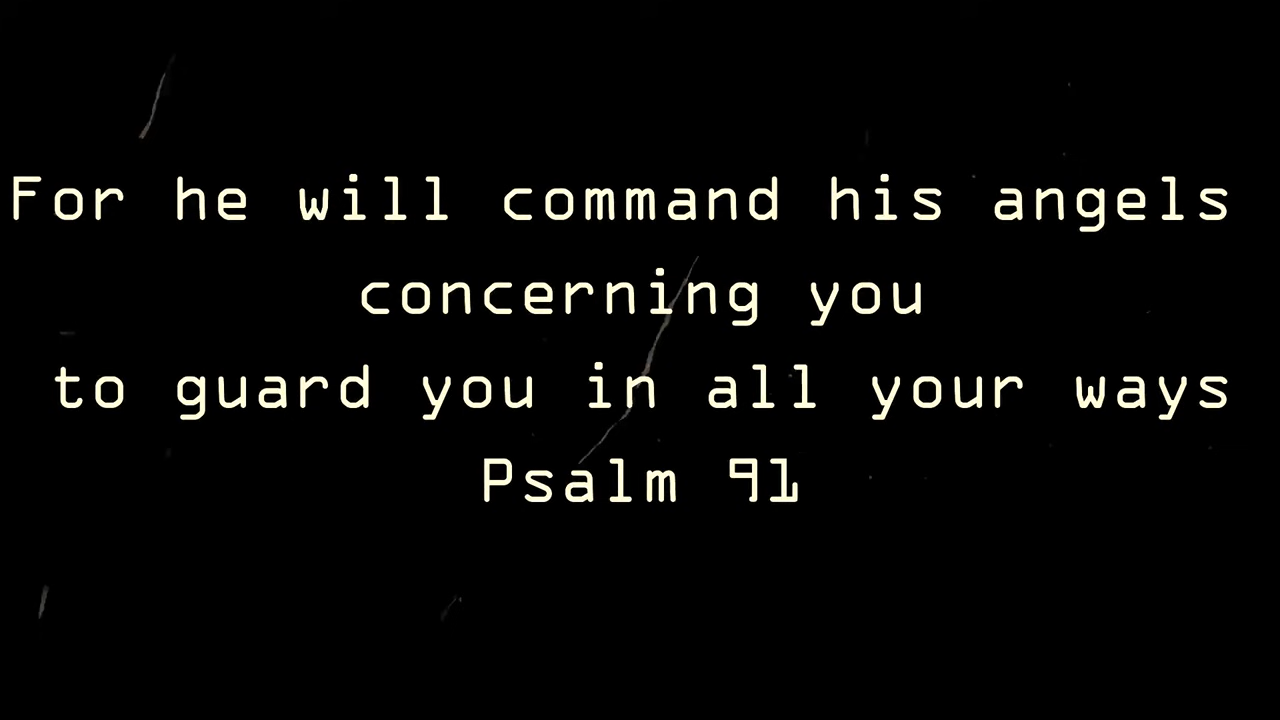 For he will command his angels
concerning you
to guard you in all your ways
Psalm 91